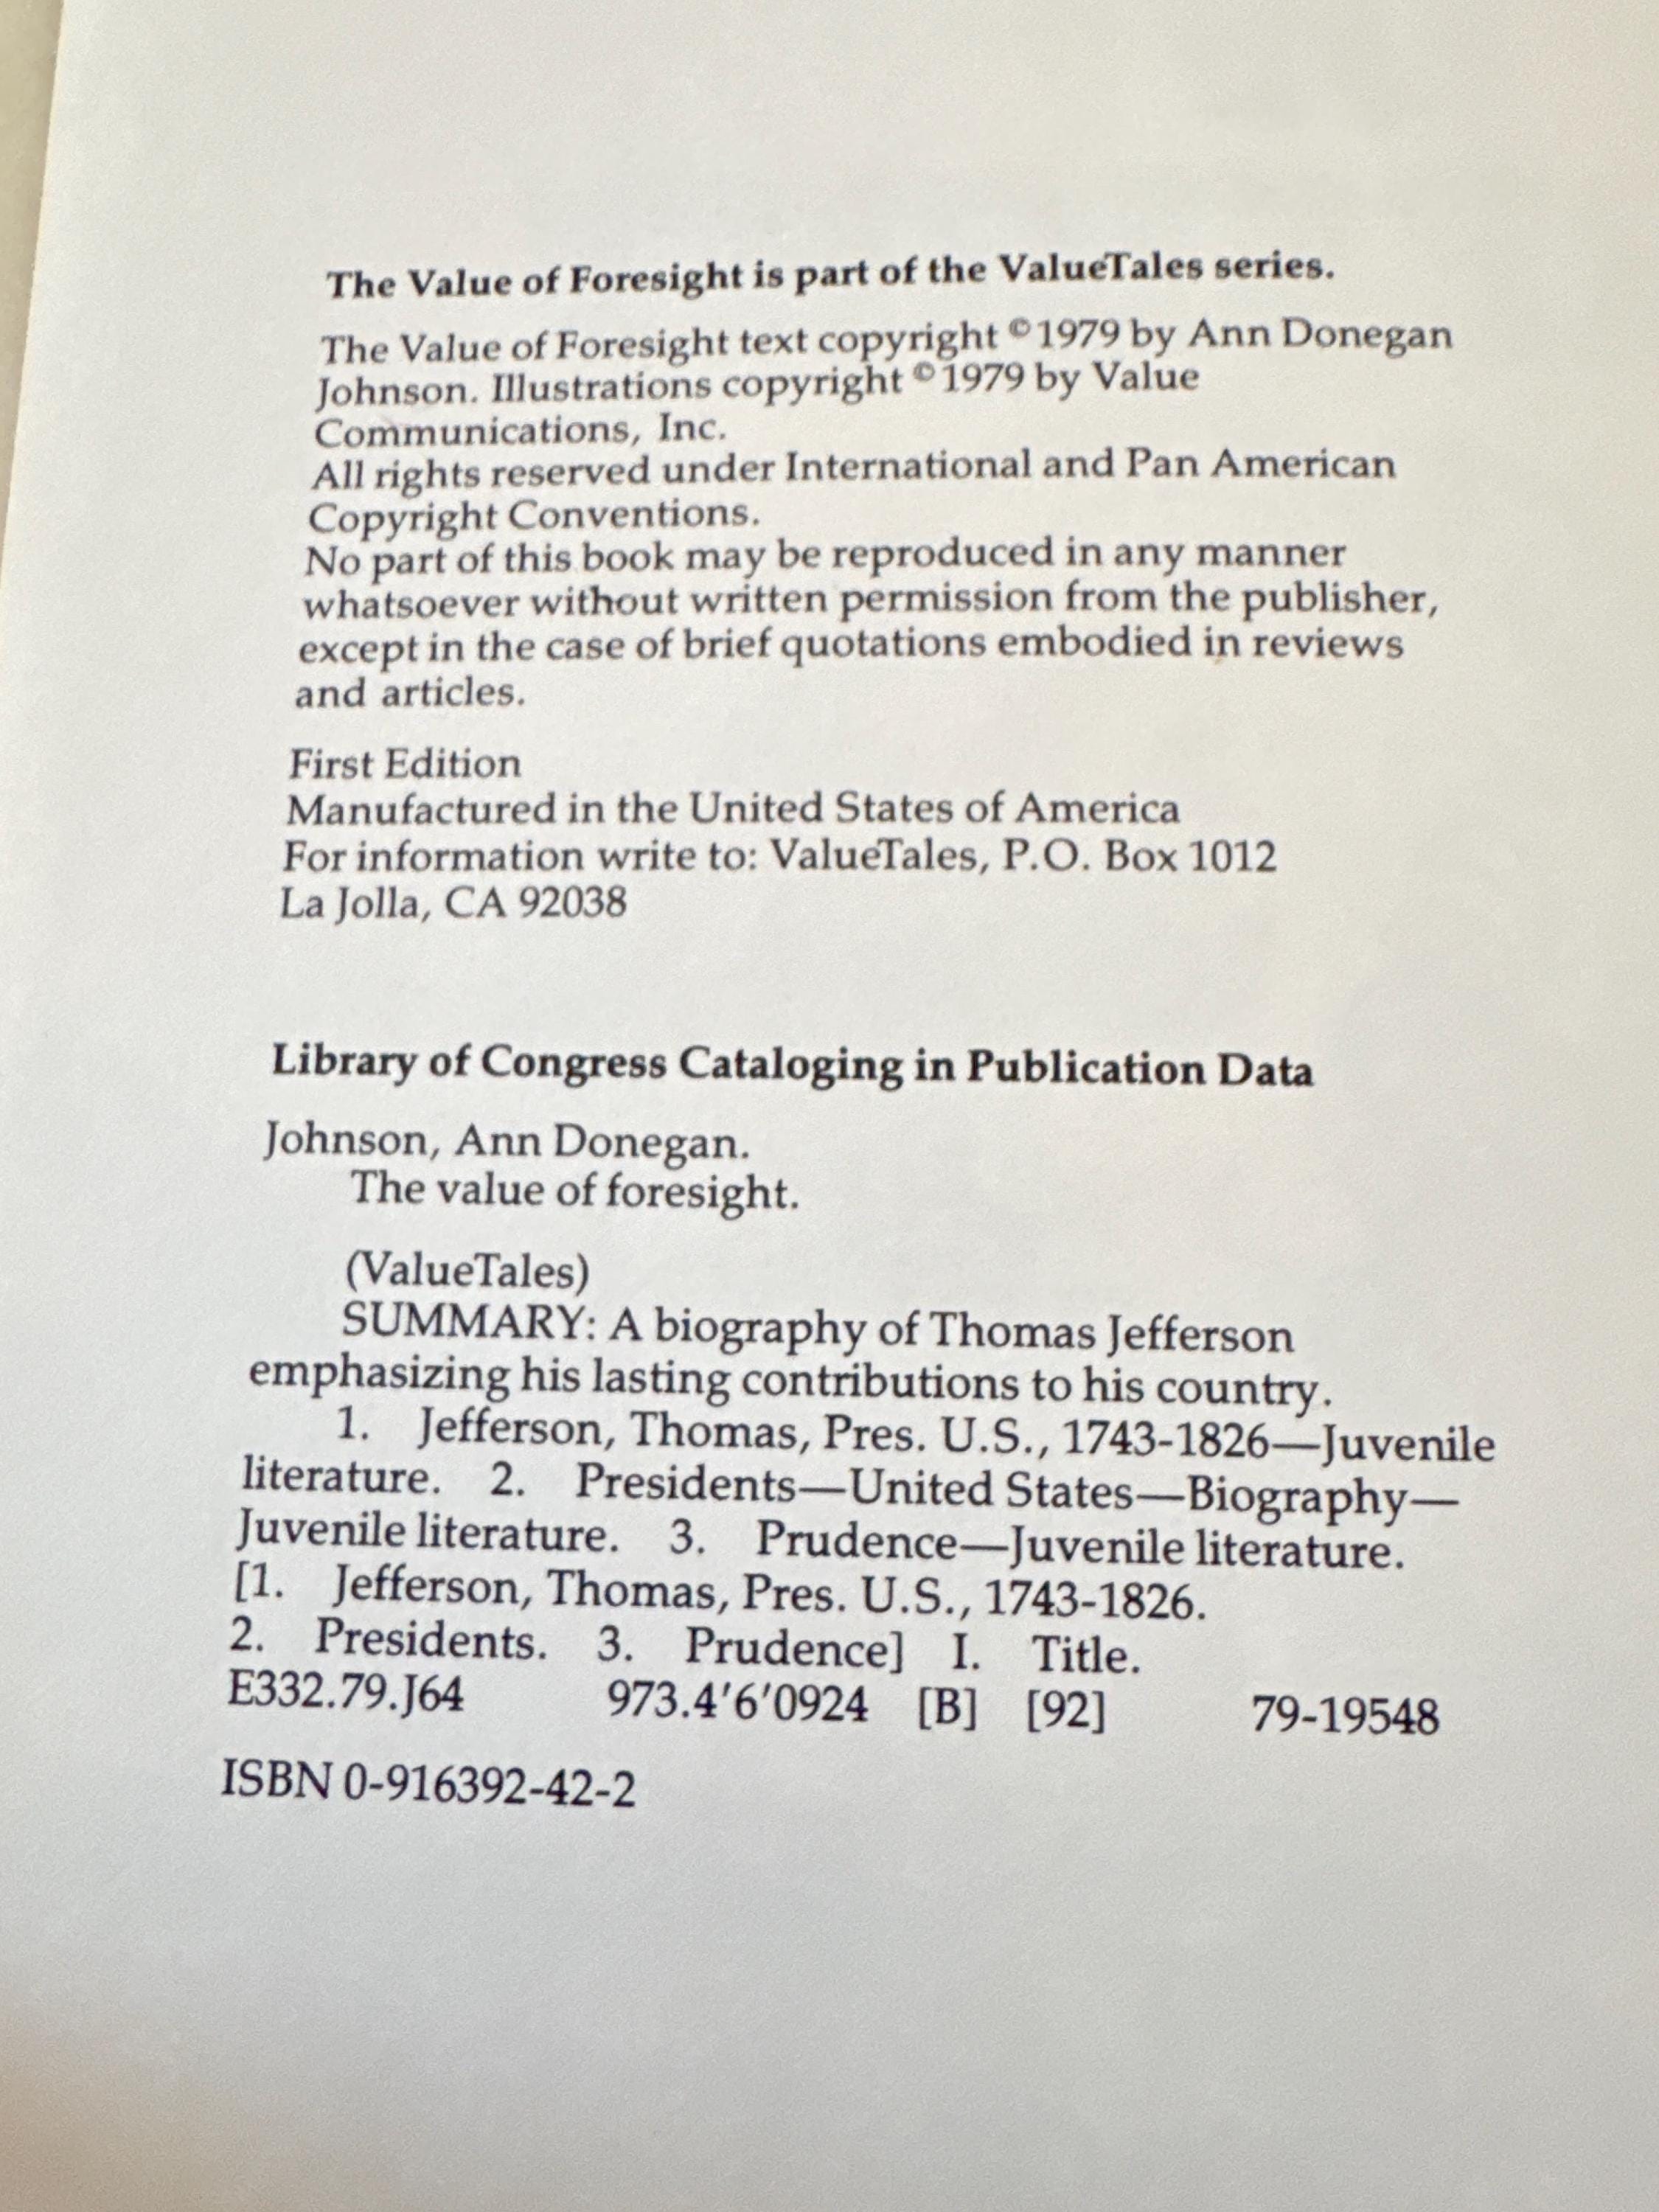 The Value of Foresight is part of the ValueTales series.
The Value of Foresight text copyright ©1979 by Ann Donegan
Johnson. Illustrations copyright ©1979 by Value
Communications, Inc.
All rights reserved under International and Pan American
Copyright Conventions.
No part of this book may be reproduced in any manner
whatsoever without written permission from the publisher,
except in the case of brief quotations embodied in reviews
and articles.
First Edition
Manufactured in the United States of America
For information write to: ValueTales, P.O. Box 1012
La Jolla, CA 92038
Library of Congress Cataloging in Publication Data
Johnson, Ann Donegan.
The value of foresight.
(ValueTales)
SUMMARY: A biography of Thomas Jefferson
emphasizing his lasting contributions to his country.
1. Jefferson, Thomas, Pres. U.S., 1743-1826—Juvenile
literature. 2. Presidents—United States—Biography—
Juvenile literature. 3. Prudence—Juvenile literature.
[1. Jefferson, Thomas, Pres. U.S., 1743-1826.
2. Presidents. 3. Prudence] I. Title.
E332.79.J64 973.4'6'0924 [B] [92] 79-19548
ISBN 0-916392-42-2